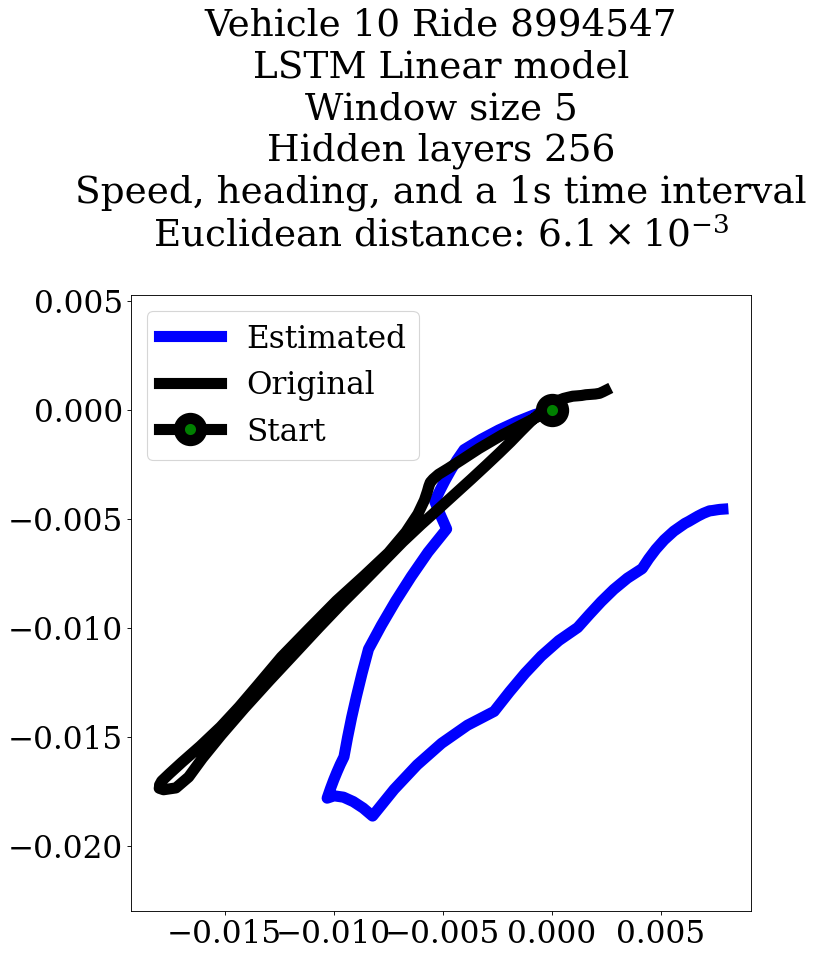 Vehicle 10 Ride 8994547
LSTM Linear model
Window size 5
Hidden layers 256
Speed, heading, and a 1s time interval
Euclidean distance: 6.1 × 10⁻³
Estimated
Original
Start
0.005
0.000
−0.005
−0.010
−0.015
−0.020
−0.015 −0.010 −0.005 0.000 0.005